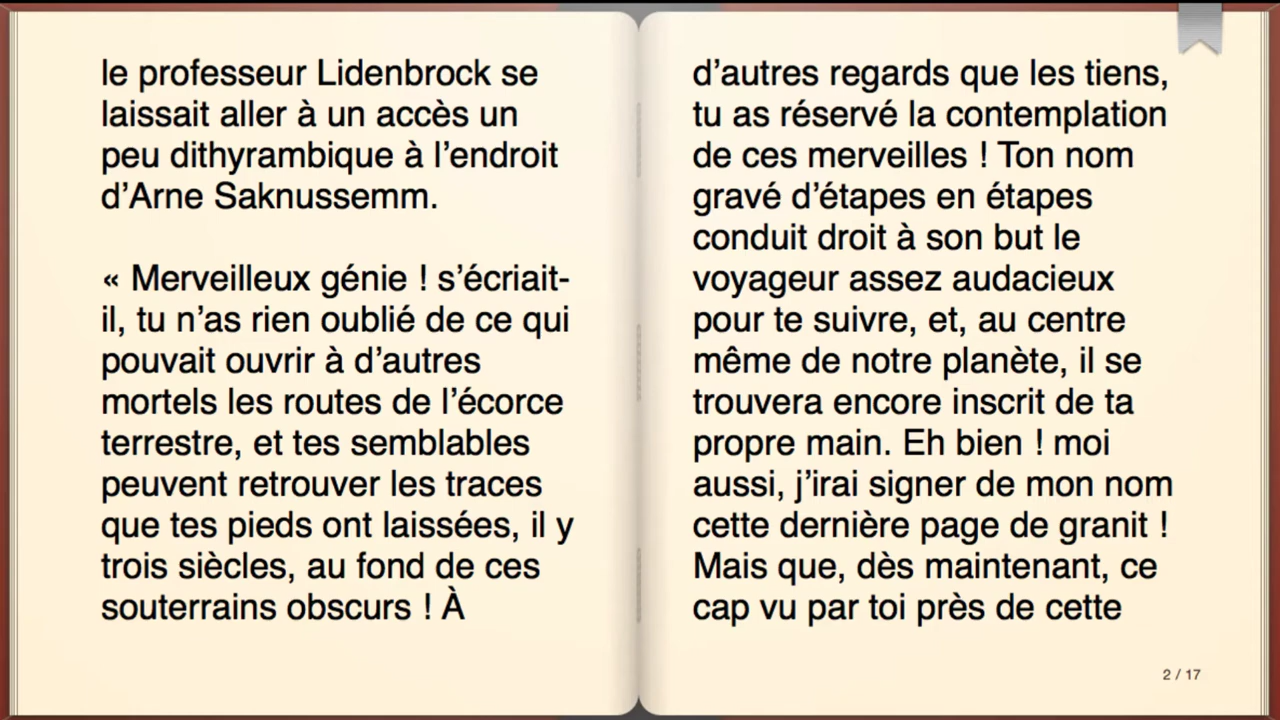 le professeur Lidenbrock se
laissait aller à un accès un
peu dithyrambique à l’endroit
d’Arne Saknussemm.
« Merveilleux génie ! s’écriait-
il, tu n’as rien oublié de ce qui
pouvait ouvrir à d’autres
mortels les routes de l’écorce
terrestre, et tes semblables
peuvent retrouver les traces
que tes pieds ont laissées, il y
trois siècles, au fond de ces
souterrains obscurs ! À
d’autres regards que les tiens,
tu as réservé la contemplation
de ces merveilles ! Ton nom
gravé d’étapes en étapes
conduit droit à son but le
voyageur assez audacieux
pour te suivre, et, au centre
même de notre planète, il se
trouvera encore inscrit de ta
propre main. Eh bien ! moi
aussi, j’irai signer de mon nom
cette dernière page de granit !
Mais que, dès maintenant, ce
cap vu par toi près de cette
2 / 17